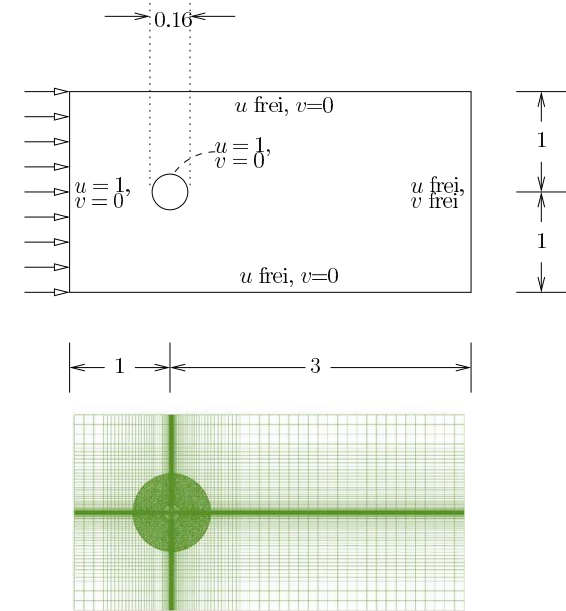 0.16
u frei, v=0
u = 1,
v = 0
1
u = 1,
v = 0
u frei,
v frei
1
u frei, v=0
1
3